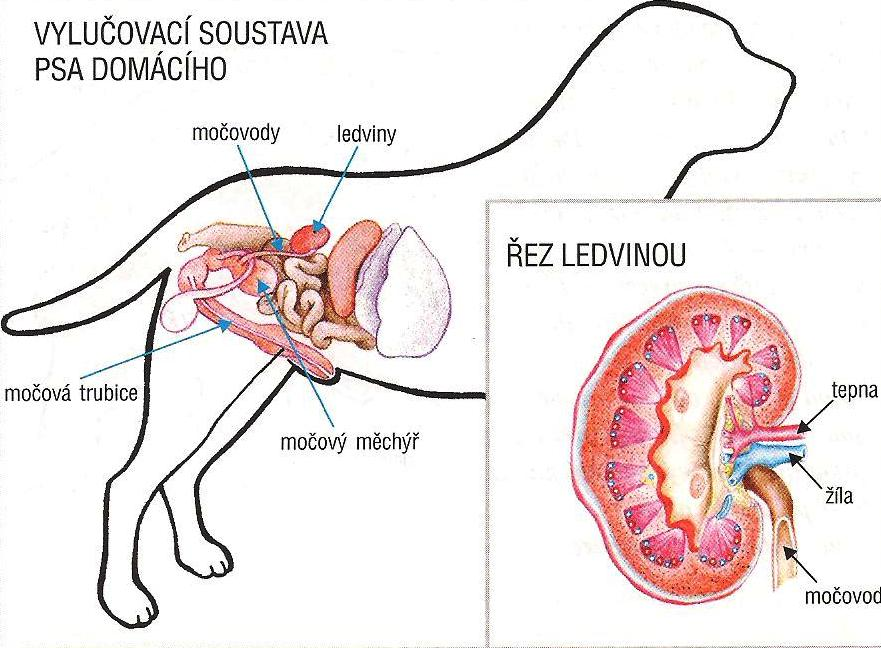 VYLUČOVACÍ SOUSTAVA
PSA DOMÁCÍHO
močovody
ledviny
močová trubice
močový měchýř
ŘEZ LEDVINOU
tepna
žíla
močovod